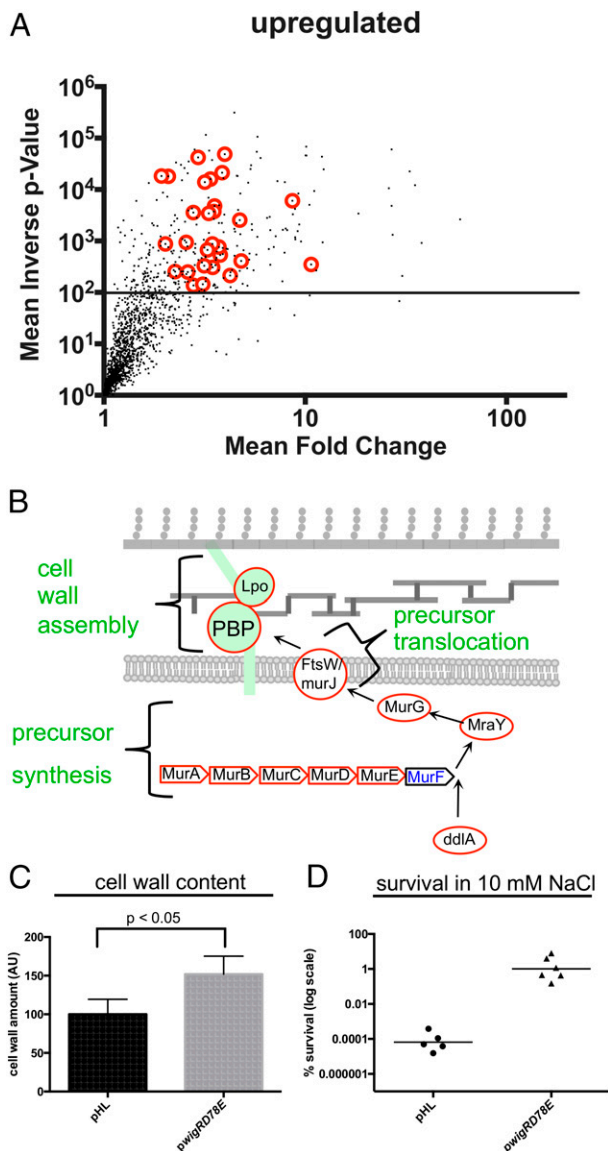 A
upregulated
Mean Inverse p-Value
10⁶
10⁵
10⁴
10³
10²
10¹
10⁰
1
10
100
Mean Fold Change
B
cell
wall
assembly
Lpo
PBP
precursor
translocation
FtsW/
murJ
MurG
MraY
precursor
synthesis
MurA
MurB
MurC
MurD
MurE
MurF
ddlA
C
cell wall content
p < 0.05
cell wall amount (AU)
200
150
100
50
0
pHL
pwigRD78E
D
survival in 10 mM NaCl
% survival (log scale)
100
1
0.01
0.0001
0.000001
pHL
pwigRD78E